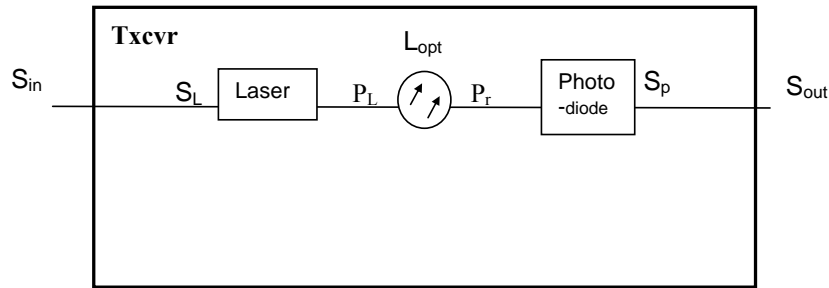 Txcvr
L_opt
S_in
S_L
Laser
P_L
P_r
Photo
-diode
S_p
S_out